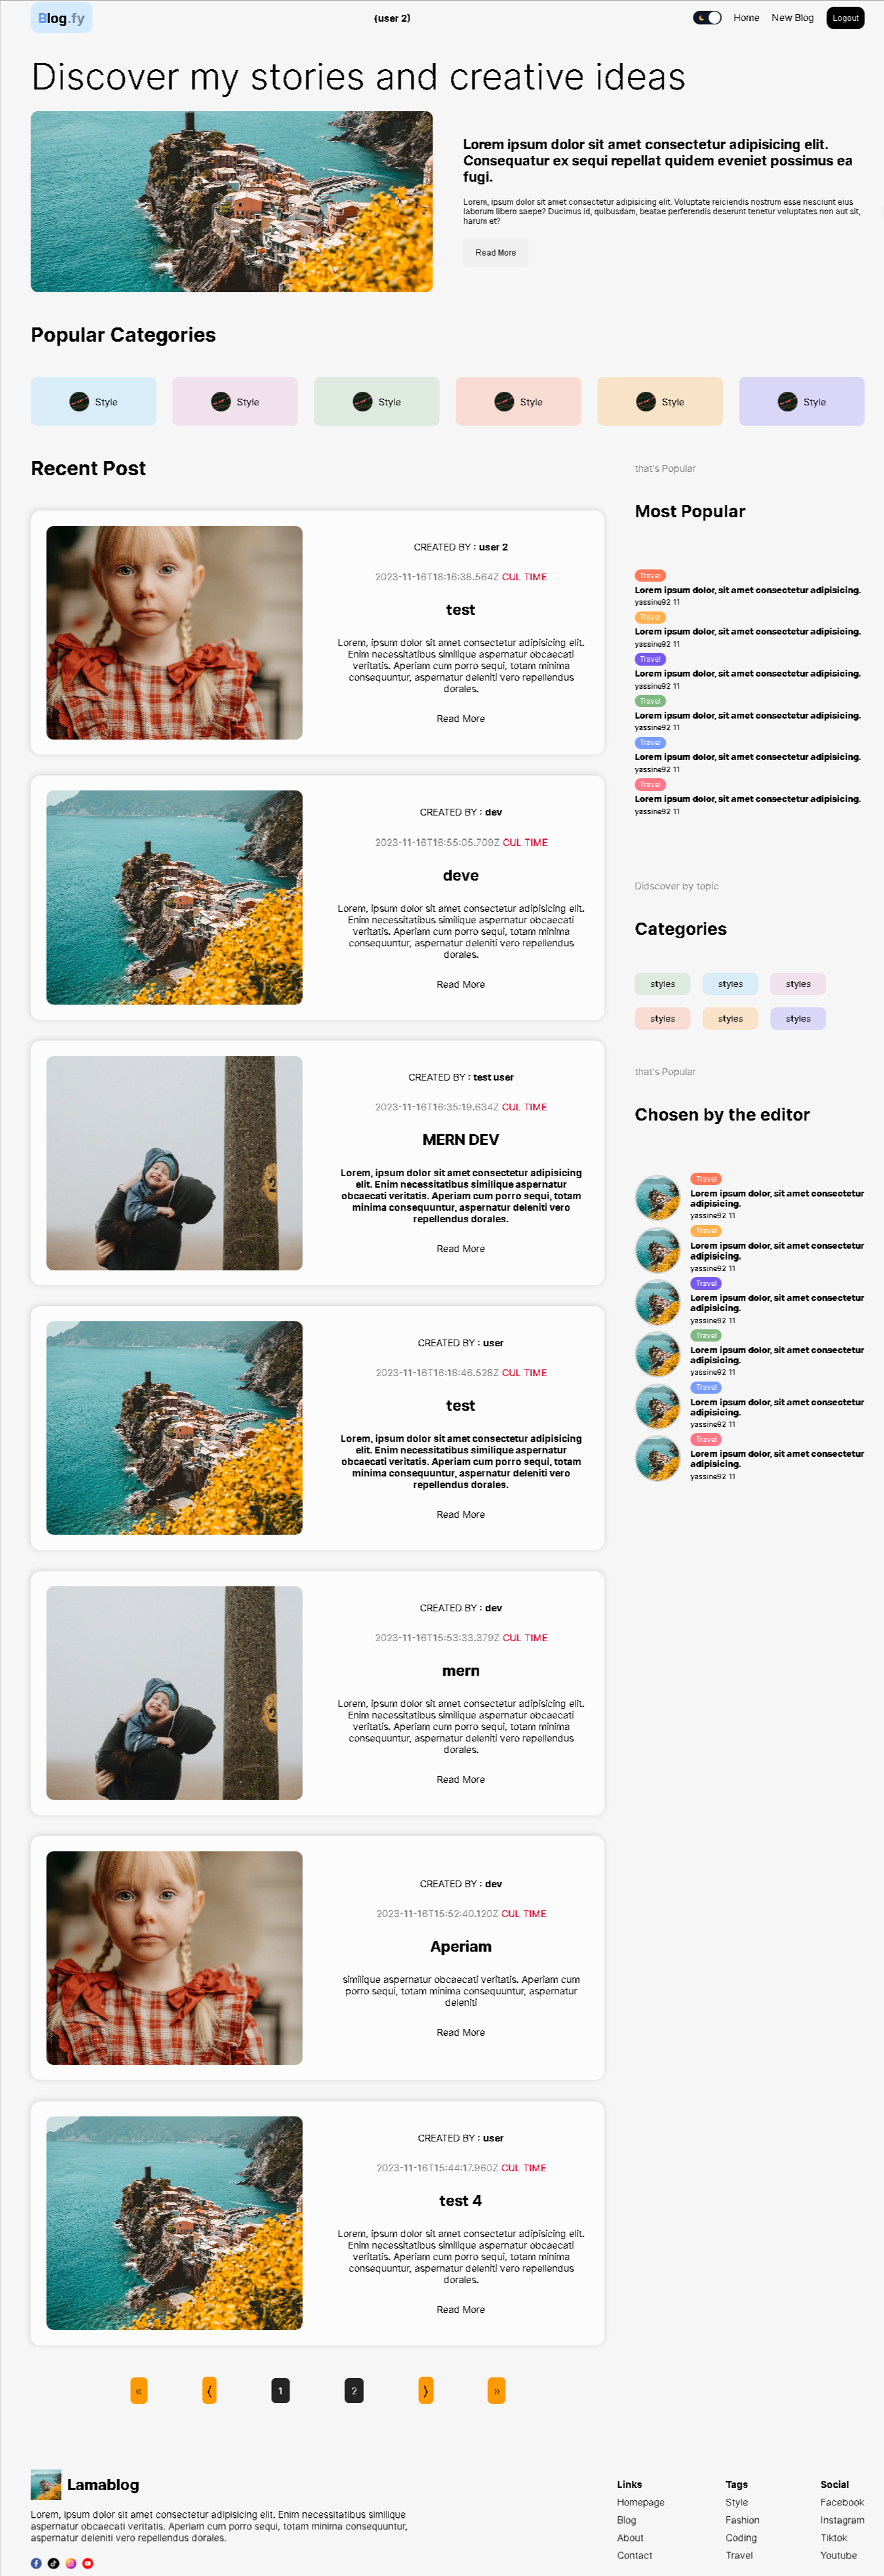 Blog.fy
(user 2)
Home
New Blog
Logout
Discover my stories and creative ideas
Lorem ipsum dolor sit amet consectetur adipisicing elit.
Consequatur ex sequi repellat quidem eveniet possimus ea
fugi.
Lorem, ipsum dolor sit amet consectetur adipisicing elit. Voluptate reiciendis nostrum esse nesciunt eius
laborum libero saepe? Ducimus id, quibusdam, beatae perferendis deserunt tenetur voluptates non aut sit,
harum et?
Read More
Popular Categories
Style
Style
Style
Style
Style
Style
Recent Post
CREATED BY : user 2
2023-11-16T18:16:38.564Z CUL TIME
test
Lorem, ipsum dolor sit amet consectetur adipisicing elit.
Enim necessitatibus similique aspernatur obcaecati
veritatis. Aperiam cum porro sequi, totam minima
consequuntur, aspernatur deleniti vero repellendus
dorales.
Read More
CREATED BY : dev
2023-11-16T16:55:05.709Z CUL TIME
deve
Lorem, ipsum dolor sit amet consectetur adipisicing elit.
Enim necessitatibus similique aspernatur obcaecati
veritatis. Aperiam cum porro sequi, totam minima
consequuntur, aspernatur deleniti vero repellendus
dorales.
Read More
CREATED BY : test user
2023-11-16T16:35:19.634Z CUL TIME
MERN DEV
Lorem, ipsum dolor sit amet consectetur adipisicing
elit. Enim necessitatibus similique aspernatur
obcaecati veritatis. Aperiam cum porro sequi, totam
minima consequuntur, aspernatur deleniti vero
repellendus dorales.
Read More
CREATED BY : user
2023-11-16T16:18:46.528Z CUL TIME
test
Lorem, ipsum dolor sit amet consectetur adipisicing
elit. Enim necessitatibus similique aspernatur
obcaecati veritatis. Aperiam cum porro sequi, totam
minima consequuntur, aspernatur deleniti vero
repellendus dorales.
Read More
CREATED BY : dev
2023-11-16T15:53:33.379Z CUL TIME
mern
Lorem, ipsum dolor sit amet consectetur adipisicing elit.
Enim necessitatibus similique aspernatur obcaecati
veritatis. Aperiam cum porro sequi, totam minima
consequuntur, aspernatur deleniti vero repellendus
dorales.
Read More
CREATED BY : dev
2023-11-16T15:52:40.120Z CUL TIME
Aperiam
similique aspernatur obcaecati veritatis. Aperiam cum
porro sequi, totam minima consequuntur, aspernatur
deleniti
Read More
CREATED BY : user
2023-11-16T15:44:17.960Z CUL TIME
test 4
Lorem, ipsum dolor sit amet consectetur adipisicing elit.
Enim necessitatibus similique aspernatur obcaecati
veritatis. Aperiam cum porro sequi, totam minima
consequuntur, aspernatur deleniti vero repellendus
dorales.
Read More
« ⟨ 1 2 ⟩ »
that's Popular
Most Popular
Travel
Lorem ipsum dolor, sit amet consectetur adipisicing.
yassine92 11
Travel
Lorem ipsum dolor, sit amet consectetur adipisicing.
yassine92 11
Travel
Lorem ipsum dolor, sit amet consectetur adipisicing.
yassine92 11
Travel
Lorem ipsum dolor, sit amet consectetur adipisicing.
yassine92 11
Travel
Lorem ipsum dolor, sit amet consectetur adipisicing.
yassine92 11
Travel
Lorem ipsum dolor, sit amet consectetur adipisicing.
yassine92 11
Didscover by topic
Categories
styles
styles
styles
styles
styles
styles
that's Popular
Chosen by the editor
Travel
Lorem ipsum dolor, sit amet consectetur
adipisicing.
yassine92 11
Travel
Lorem ipsum dolor, sit amet consectetur
adipisicing.
yassine92 11
Travel
Lorem ipsum dolor, sit amet consectetur
adipisicing.
yassine92 11
Travel
Lorem ipsum dolor, sit amet consectetur
adipisicing.
yassine92 11
Travel
Lorem ipsum dolor, sit amet consectetur
adipisicing.
yassine92 11
Travel
Lorem ipsum dolor, sit amet consectetur
adipisicing.
yassine92 11
Lamablog
Lorem, ipsum dolor sit amet consectetur adipisicing elit. Enim necessitatibus similique
aspernatur obcaecati veritatis. Aperiam cum porro sequi, totam minima consequuntur,
aspernatur deleniti vero repellendus dorales.
Links
Homepage
Blog
About
Contact
Tags
Style
Fashion
Coding
Travel
Social
Facebook
Instagram
Tiktok
Youtube